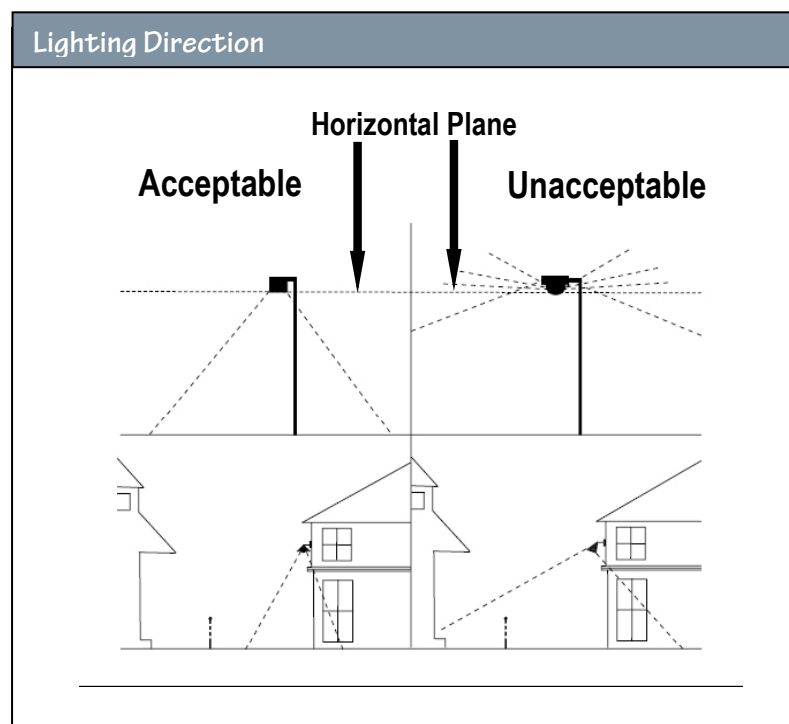 Lighting Direction
Horizontal Plane
Acceptable
Unacceptable